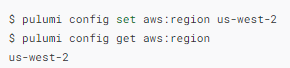 $ pulumi config set aws:region us-west-2
$ pulumi config get aws:region
us-west-2